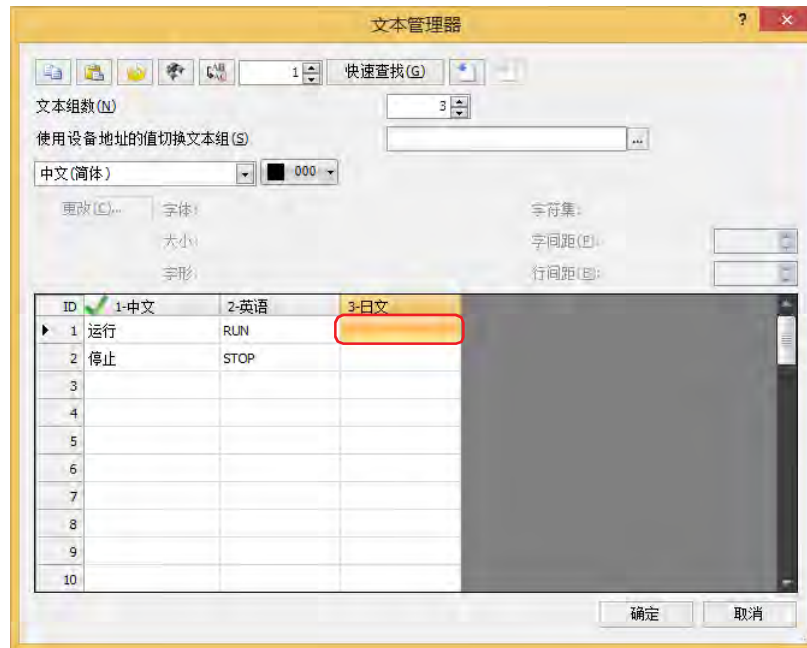 文本管理器
1 快速查找(G)
文本组数(N) 3
使用设备地址的值切换文本组(S) ...
中文(简体) 000
更改(C)... 字体: 字符集:
大小: 字间距(P):
字形: 行间距(E):
ID 1-中文 2-英语 3-日文
1 运行 RUN
2 停止 STOP
3
4
5
6
7
8
9
10
确定 取消